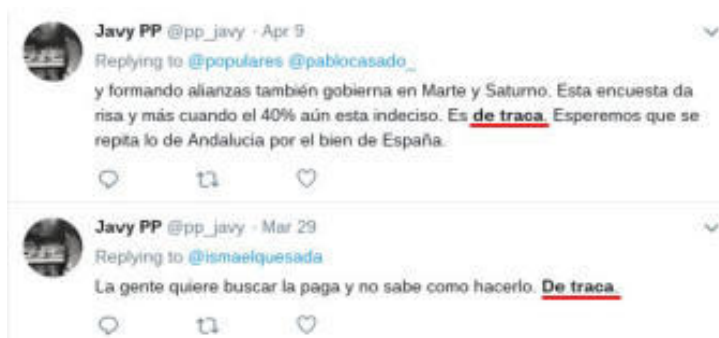 Javy PP @pp_javy · Apr 9
Replying to @populares @pablocasado_
y formando alianzas también gobierna en Marte y Saturno. Esta encuesta da
risa y más cuando el 40% aún esta indeciso. Es de traca. Esperemos que se
repita lo de Andalucia por el bien de España.
Javy PP @pp_javy · Mar 29
Replying to @ismaelquesada
La gente quiere buscar la paga y no sabe como hacerlo. De traca.